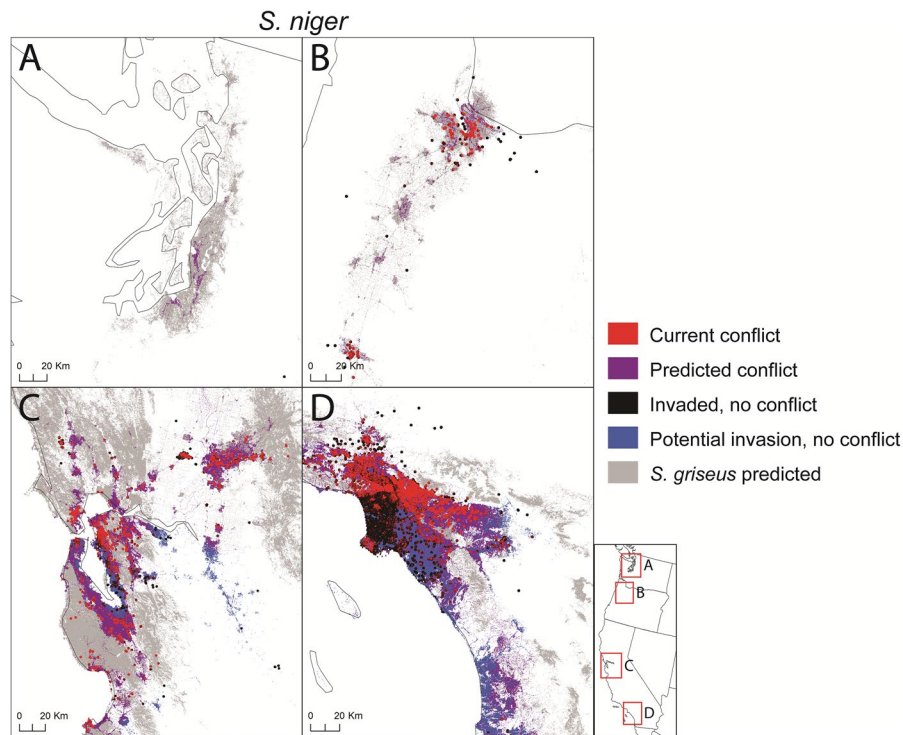 S. niger
A
0 20 Km
B
0 20 Km
C
0 20 Km
D
0 20 Km
Current conflict
Predicted conflict
Invaded, no conflict
Potential invasion, no conflict
S. griseus predicted
A
B
C
D